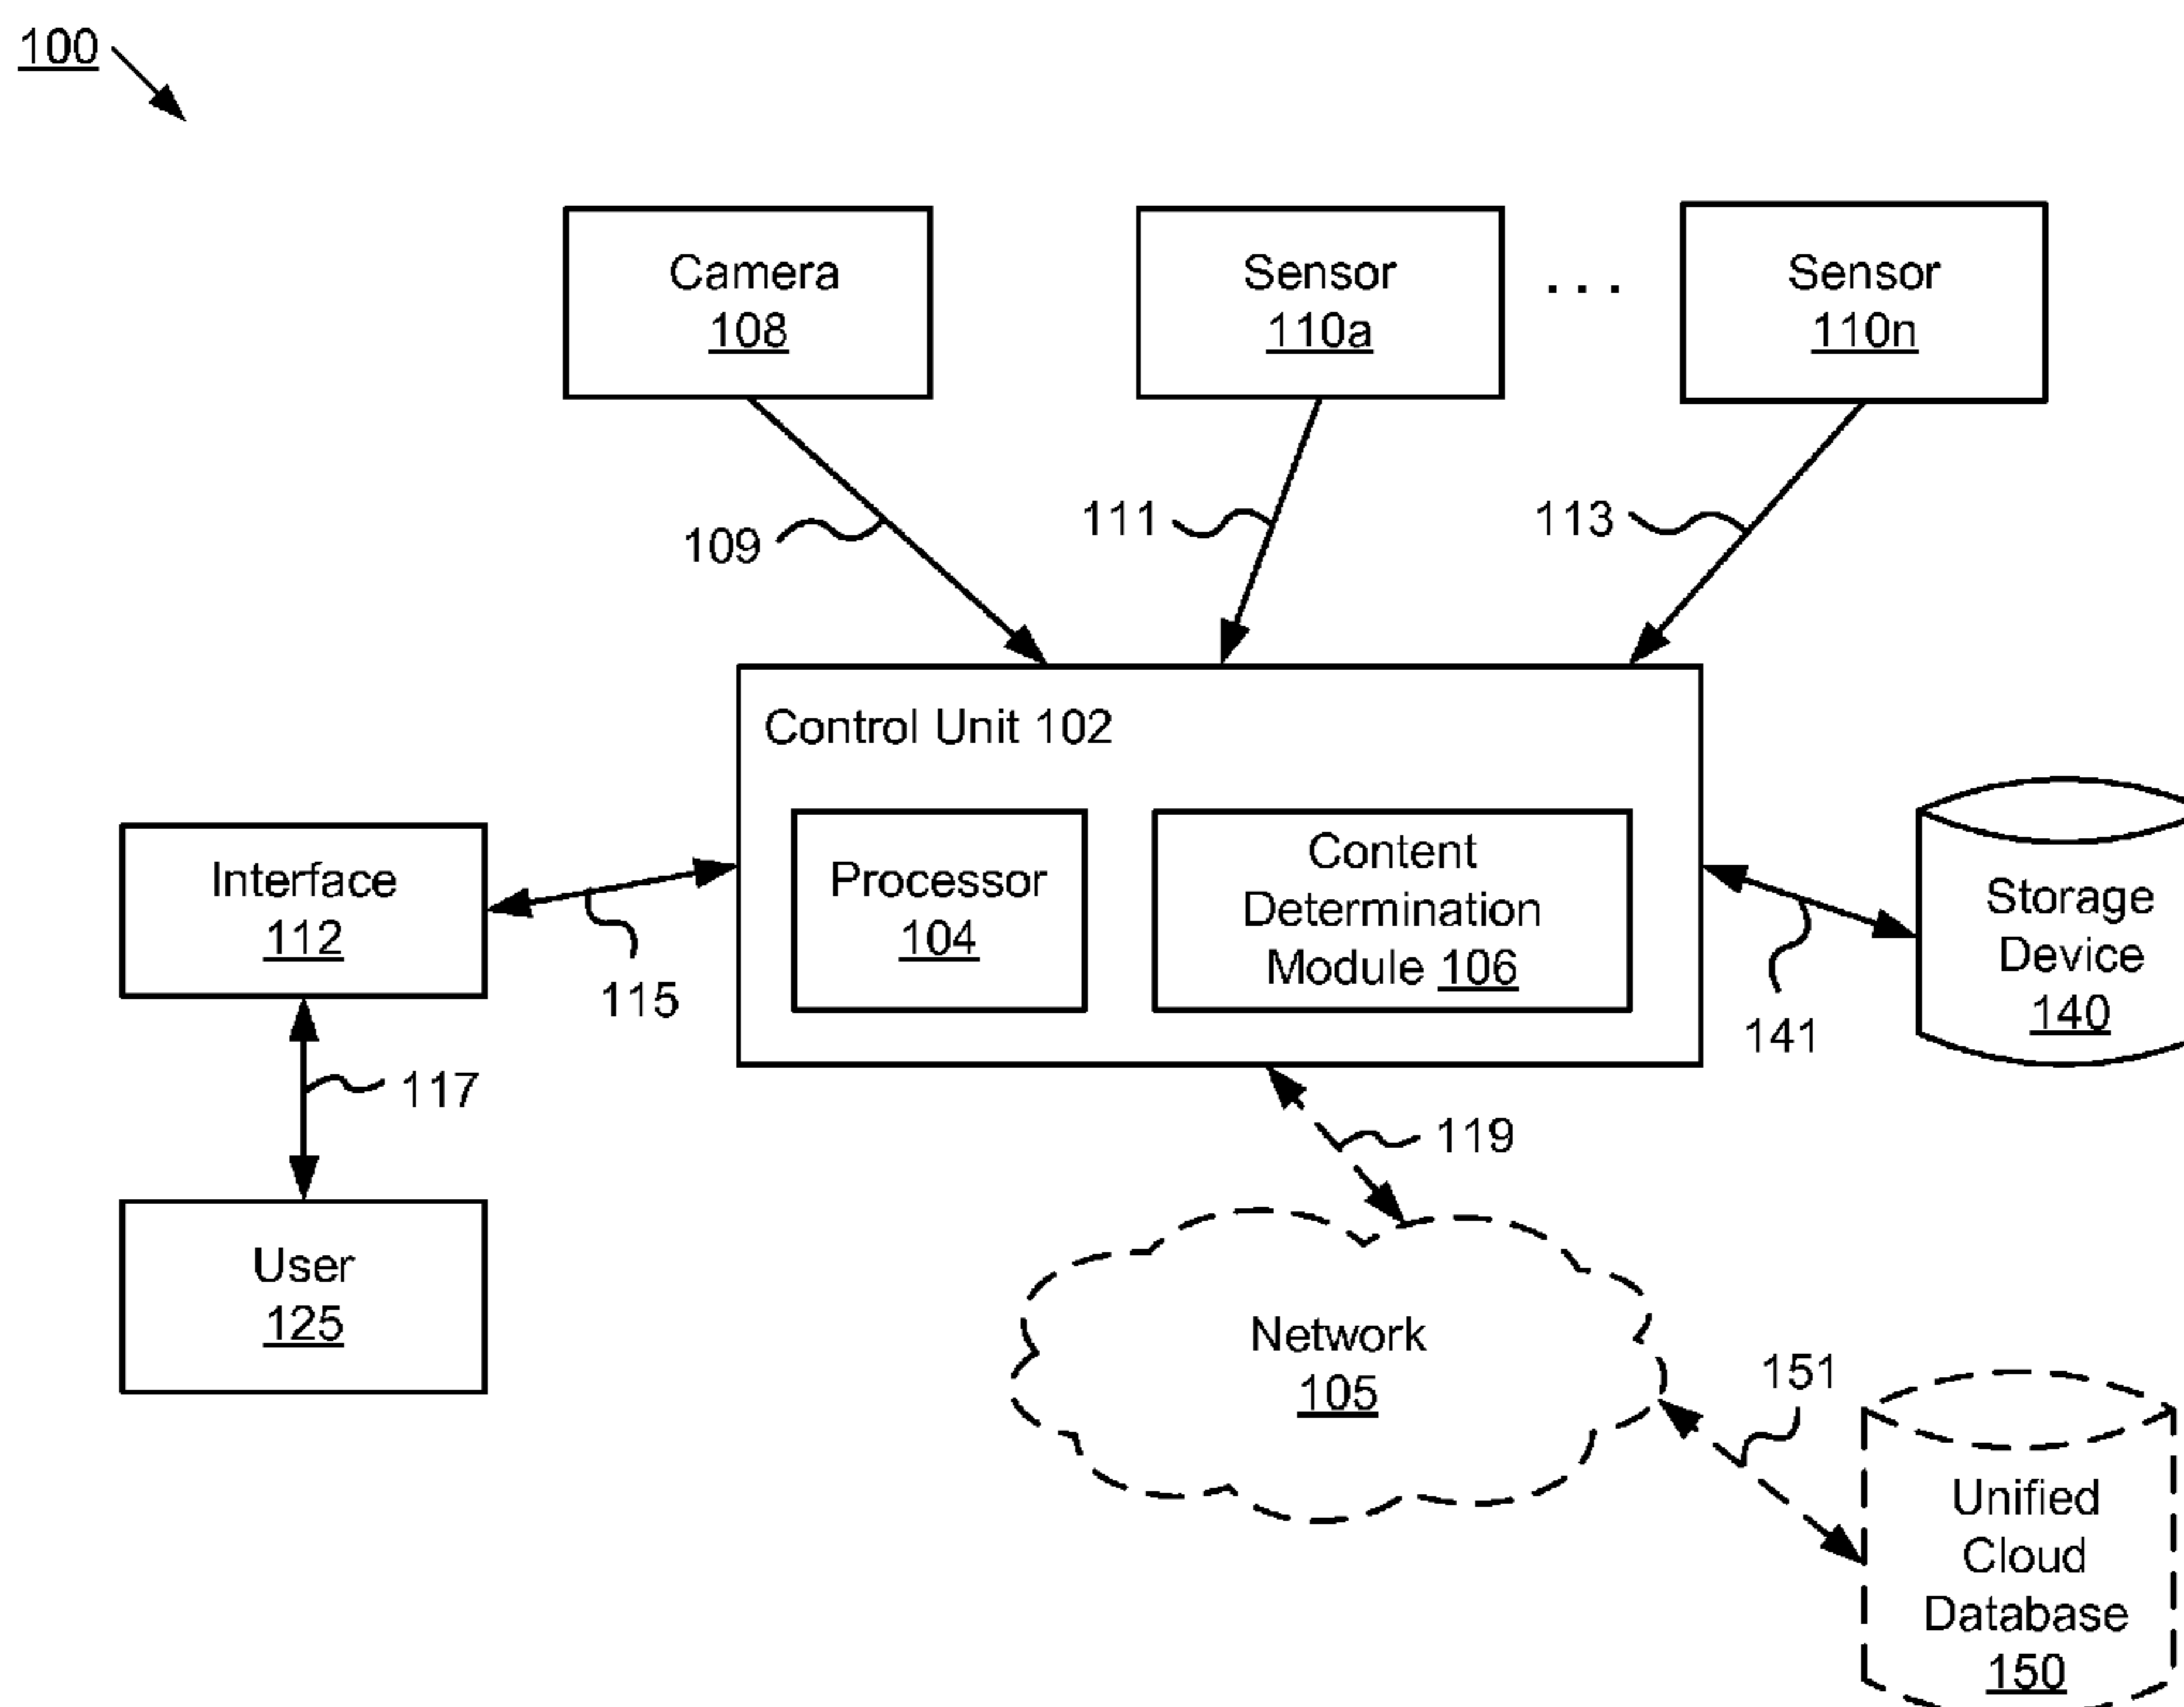 100
Camera
108
Sensor
110a
. . .
Sensor
110n
109
111
113
Control Unit 102
Interface
112
Processor
104
Content
Determination
Module 106
Storage
Device
140
115
141
117
119
User
125
Network
105
151
Unified
Cloud
Database
150